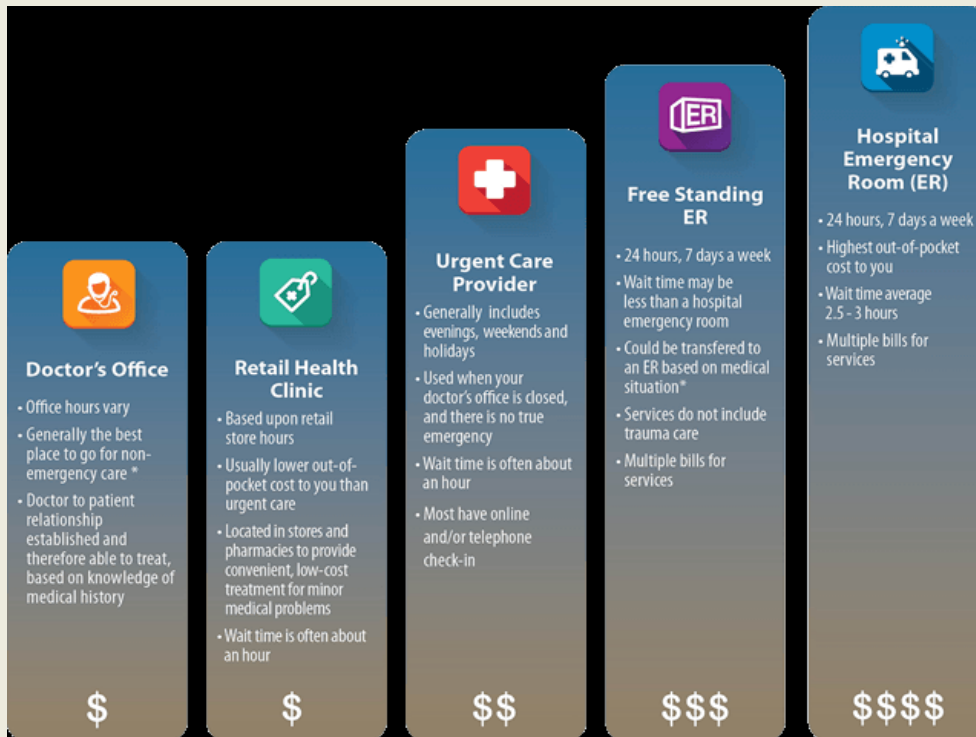 Doctor's Office
• Office hours vary
• Generally the best
place to go for non-
emergency care *
• Doctor to patient
relationship
established and
therefore able to treat,
based on knowledge of
medical history
$
Retail Health
Clinic
• Based upon retail
store hours
• Usually lower out-of-
pocket cost to you than
urgent care
• Located in stores and
pharmacies to provide
convenient, low-cost
treatment for minor
medical problems
• Wait time is often about
an hour
$
Urgent Care
Provider
• Generally includes
evenings, weekends and
holidays
• Used when your
doctor's office is closed,
and there is no true
emergency
• Wait time is often about
an hour
• Most have online
and/or telephone
check-in
$$
ER
Free Standing
ER
• 24 hours, 7 days a week
• Wait time may be
less than a hospital
emergency room
• Could be transfered to
an ER based on medical
situation*
• Services do not include
trauma care
• Multiple bills for
services
$$$
Hospital
Emergency
Room (ER)
• 24 hours, 7 days a week
• Highest out-of-pocket
cost to you
• Wait time average
2.5 - 3 hours
• Multiple bills for
services
$$$$